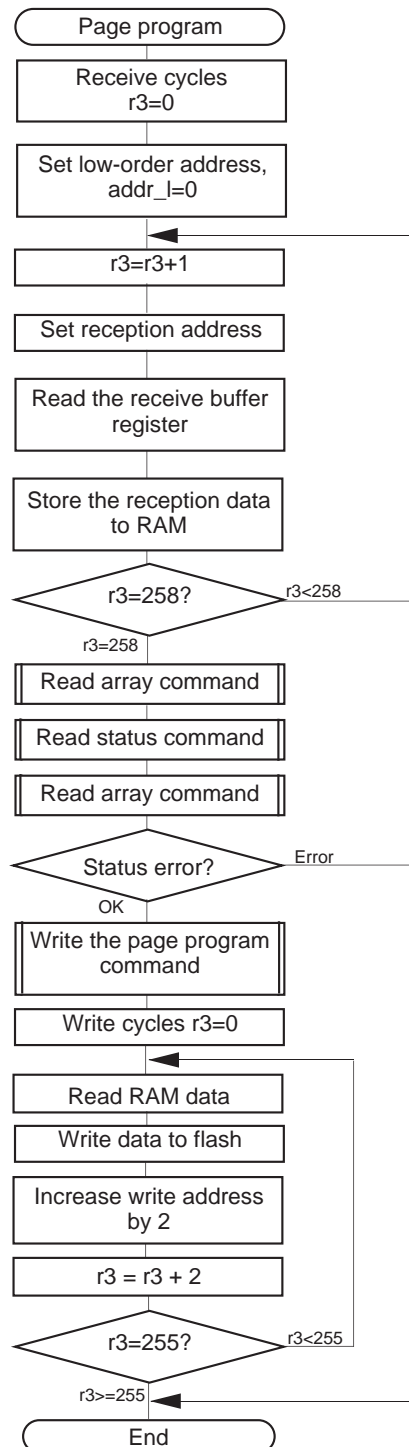 Page program
Receive cycles
r3=0
Set low-order address,
addr_l=0
r3=r3+1
Set reception address
Read the receive buffer
register
Store the reception data
to RAM
r3=258?
r3<258
r3=258
Read array command
Read status command
Read array command
Status error?
Error
OK
Write the page program
command
Write cycles r3=0
Read RAM data
Write data to flash
Increase write address
by 2
r3 = r3 + 2
r3=255?
r3<255
r3>=255
End